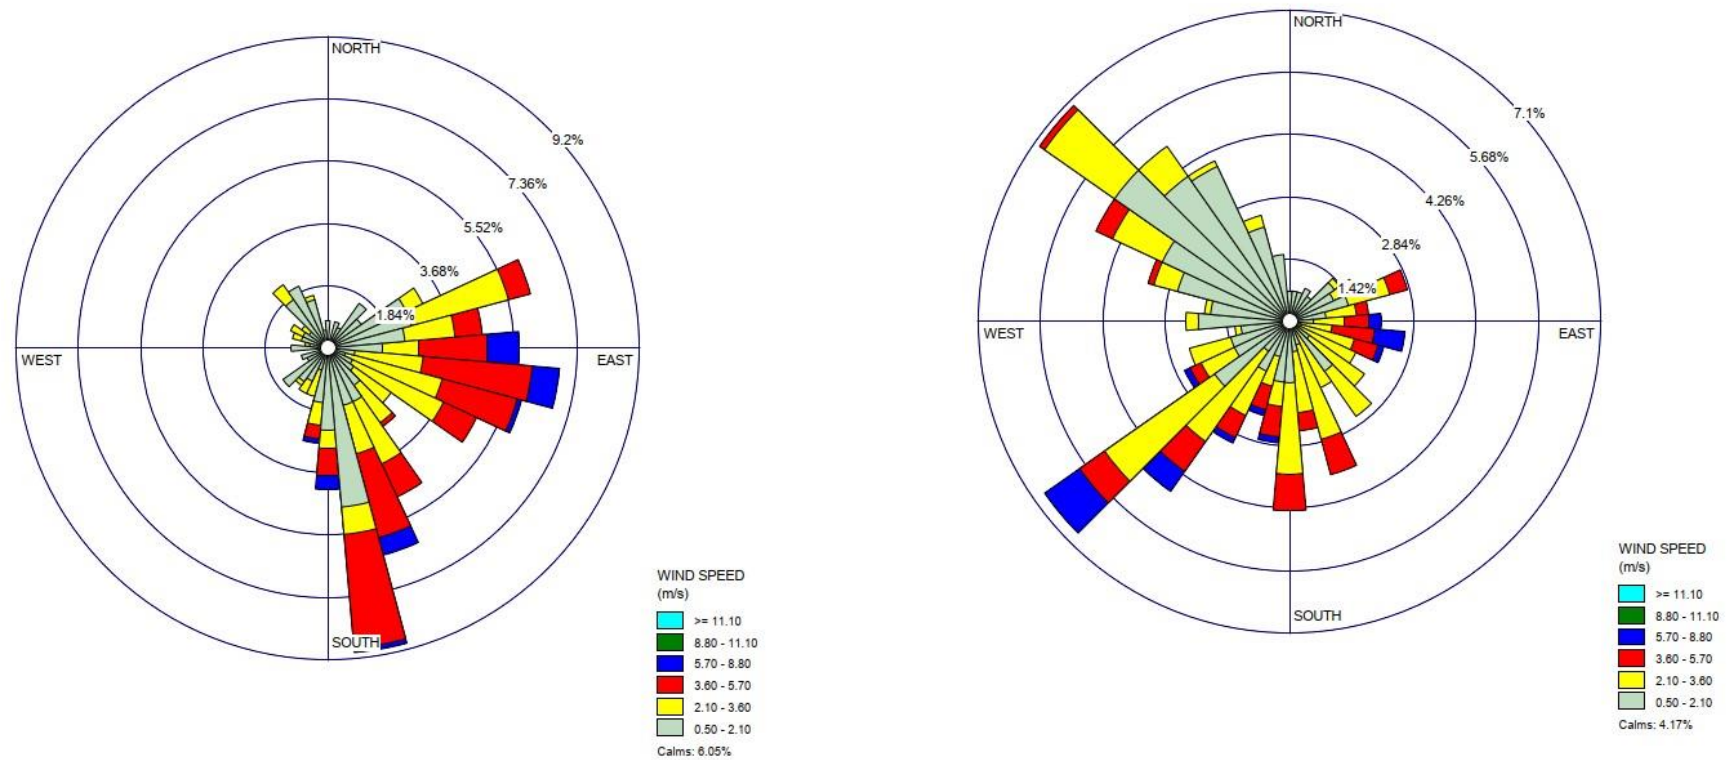 NORTH
9.2%
7.36%
5.52%
3.68%
1.84%
WEST
EAST
SOUTH
WIND SPEED
(m/s)
>= 11.10
8.80 - 11.10
5.70 - 8.80
3.60 - 5.70
2.10 - 3.60
0.50 - 2.10
Calms: 6.05%
NORTH
7.1%
5.68%
4.26%
2.84%
1.42%
WEST
EAST
SOUTH
WIND SPEED
(m/s)
>= 11.10
8.80 - 11.10
5.70 - 8.80
3.60 - 5.70
2.10 - 3.60
0.50 - 2.10
Calms: 4.17%